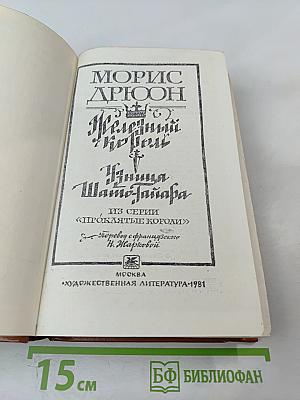 МОРИС
ДРЮОН
Железный
король
Узница
Шато-Гайара
ИЗ СЕРИИ
«ПРОКЛЯТЫЕ КОРОЛИ»
Перевод с французского
Н. Жарковой
МОСКВА
«ХУДОЖЕСТВЕННАЯ ЛИТЕРАТУРА» 1981
15 см
БФ БИБЛИОФАН